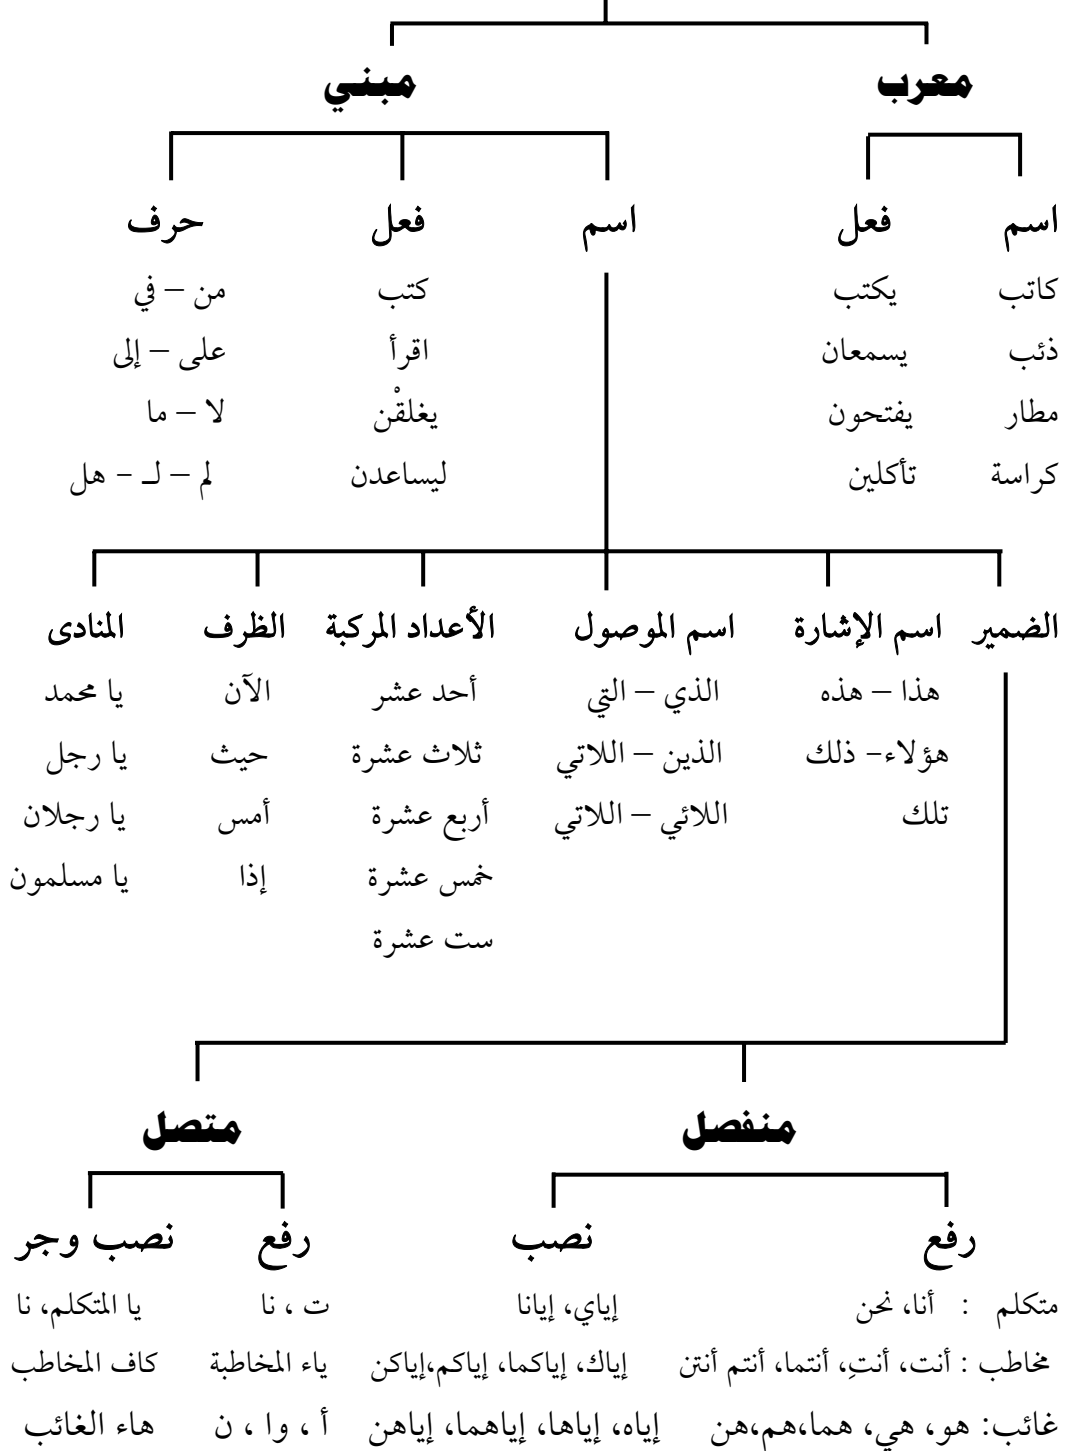 معرب مبني
اسم فعل اسم فعل حرف
كاتب يكتب كتب من – في
ذئب يسمعان اقرأ على – إلى
مطار يفتحون يغلقْن لا – ما
كراسة تأكلين ليساعدن لم – لـ - هل
الضمير اسم الإشارة اسم الموصول الأعداد المركبة الظرف المنادى
هذا – هذه الذي – التي أحد عشر الآن يا محمد
هؤلاء– ذلك الذين – اللاتي ثلاث عشرة حيث يا رجل
تلك اللائي – اللاتي أربع عشرة أمس يا رجلان
خمس عشرة إذا يا مسلمون
ست عشرة
منفصل متصل
رفع نصب رفع نصب وجر
متكلم : أنا، نحن إياي، إيانا ت ، نا يا المتكلم، نا
مخاطب : أنت، أنتِ، أنتما، أنتم أنتن إياك، إياكما، إياكم،إياكن ياء المخاطبة كاف المخاطب
غائب: هو، هي، هما،هم،هن إياه، إياها، إياهما، إياهن أ ، وا ، ن هاء الغائب